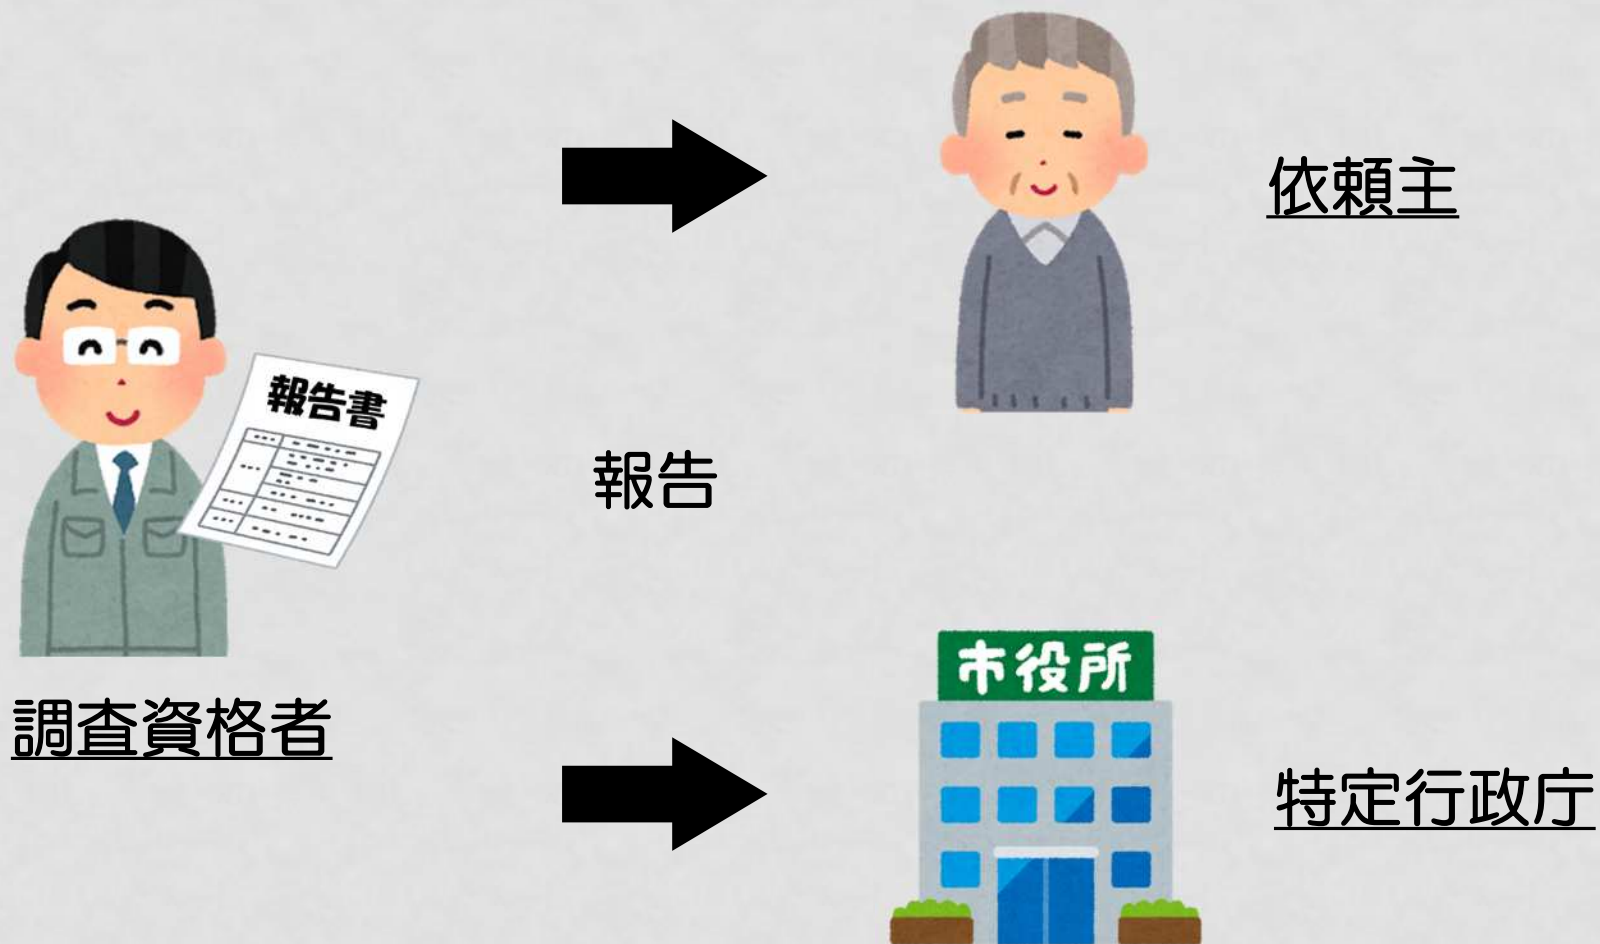 依頼主
報告書
報告
市役所
調査資格者
特定行政庁